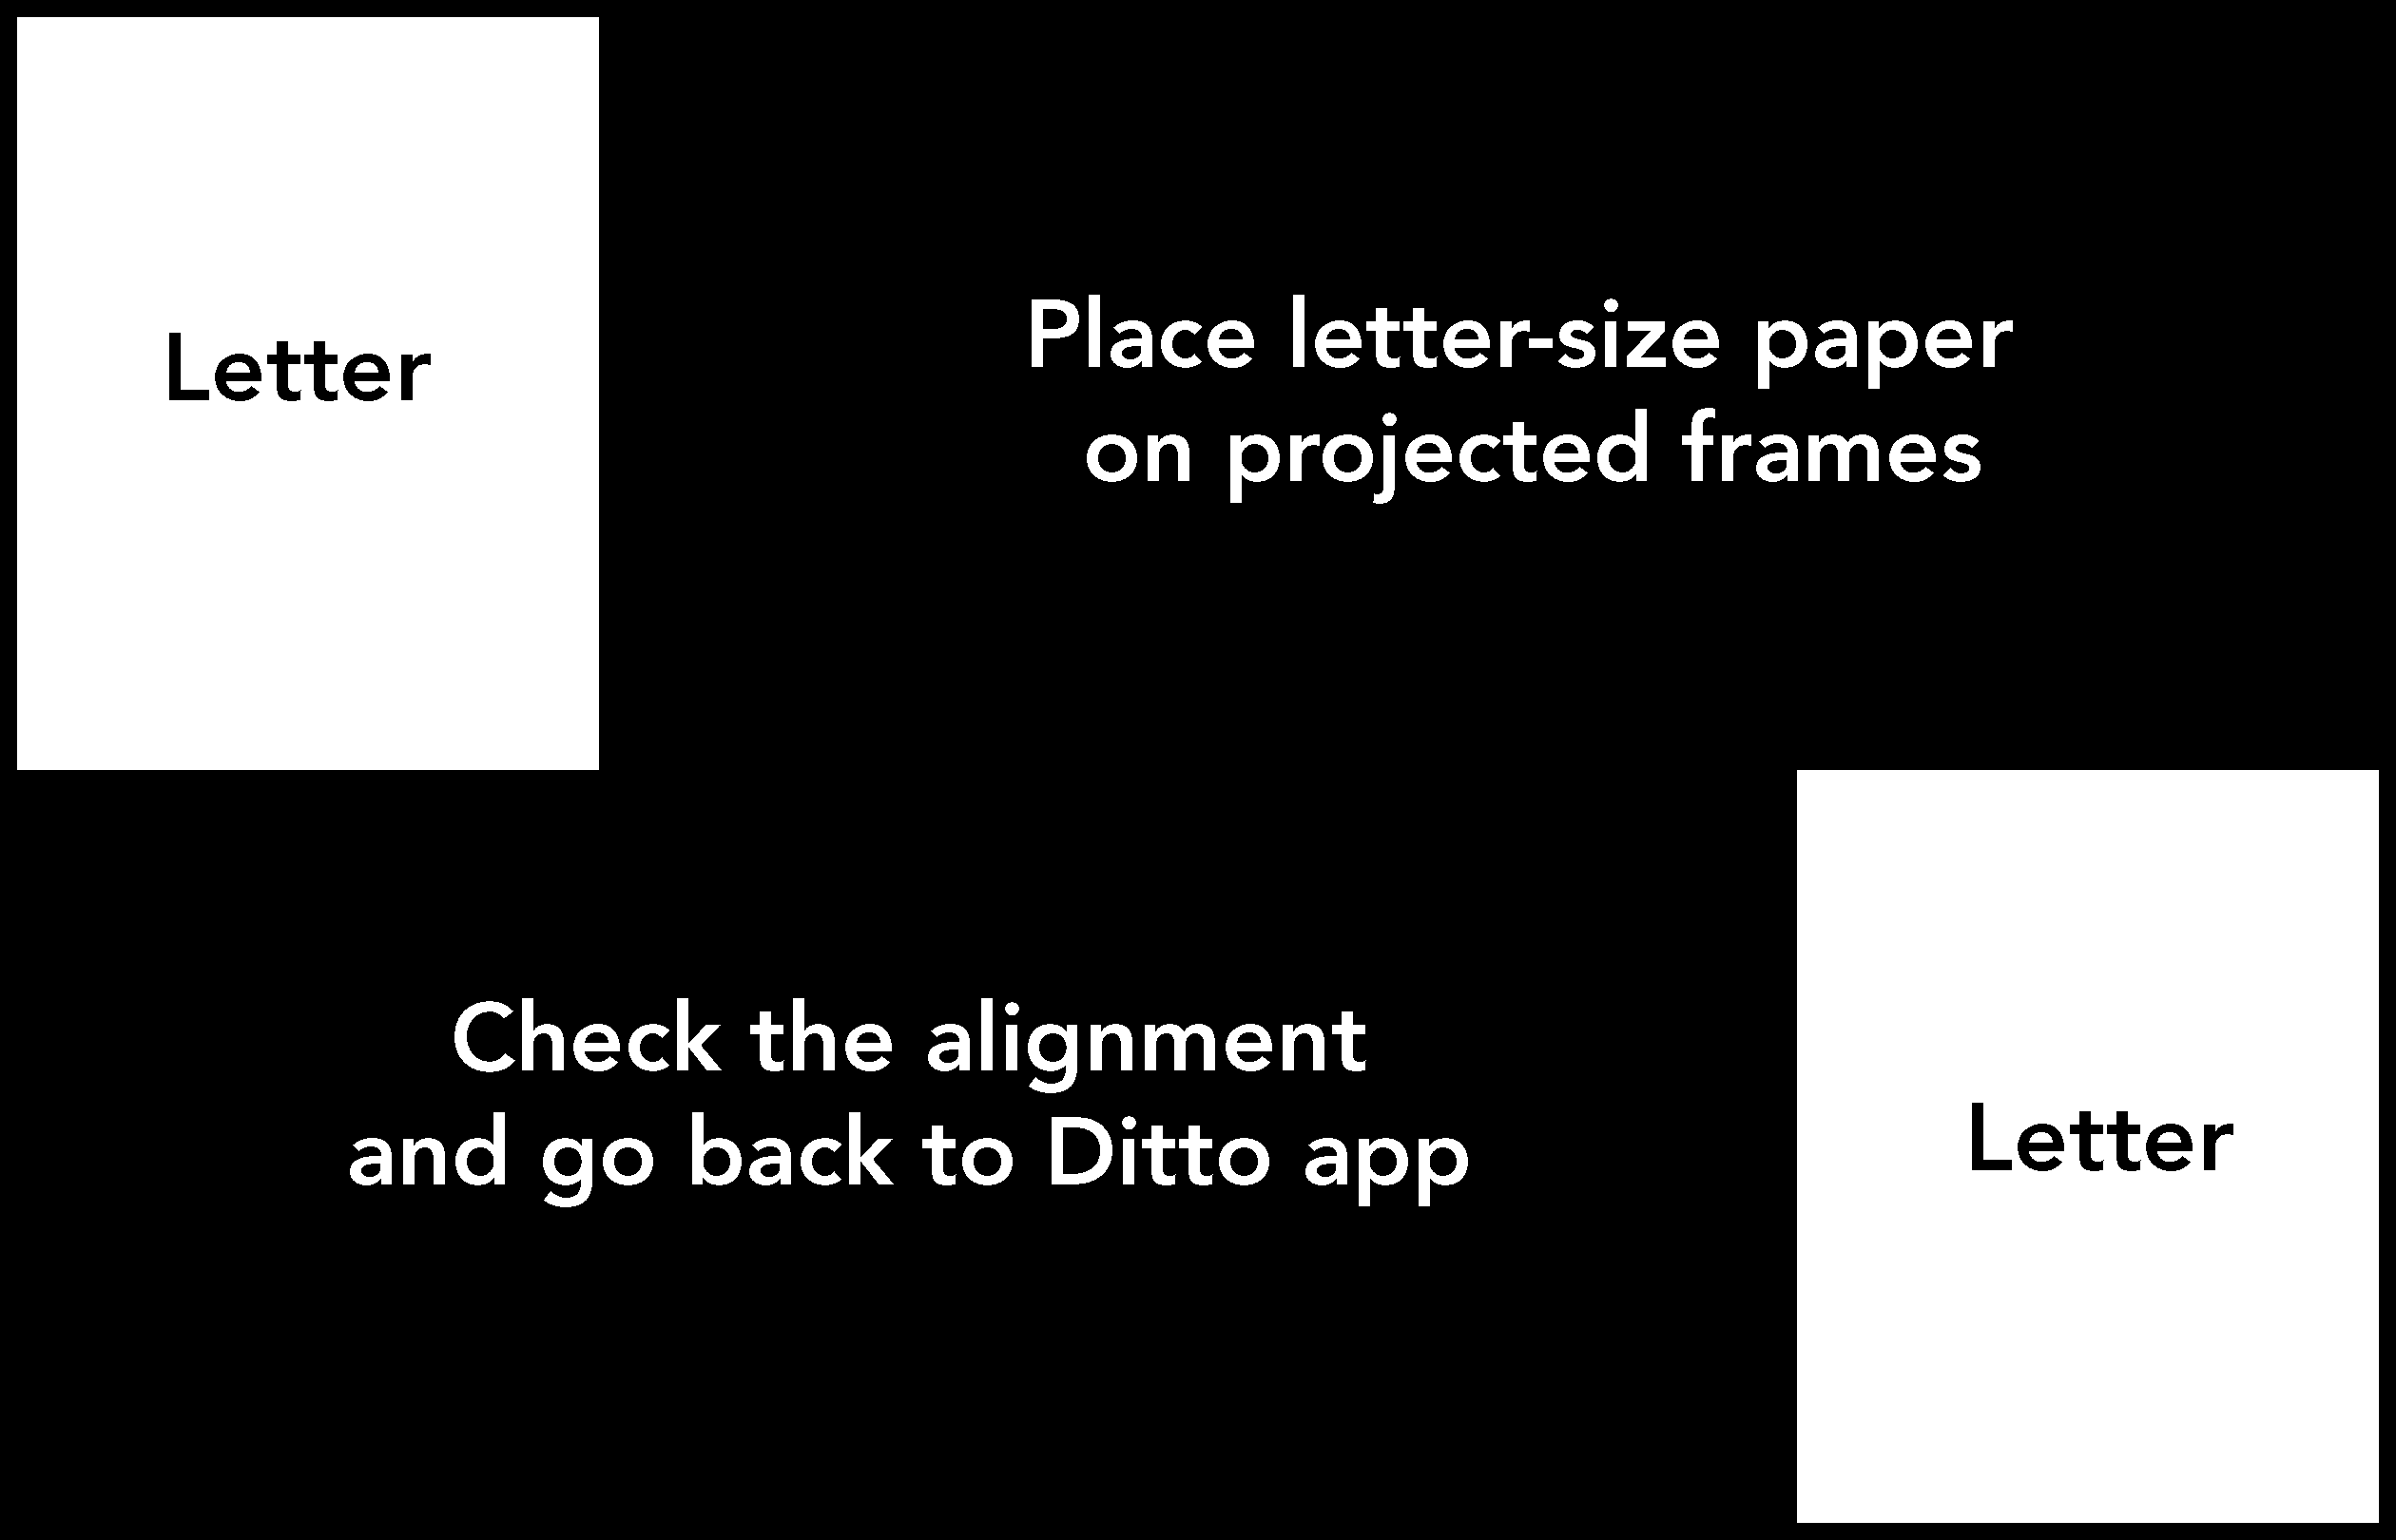 Letter
Place letter-size paper
on projected frames
Check the alignment
and go back to Ditto app
Letter